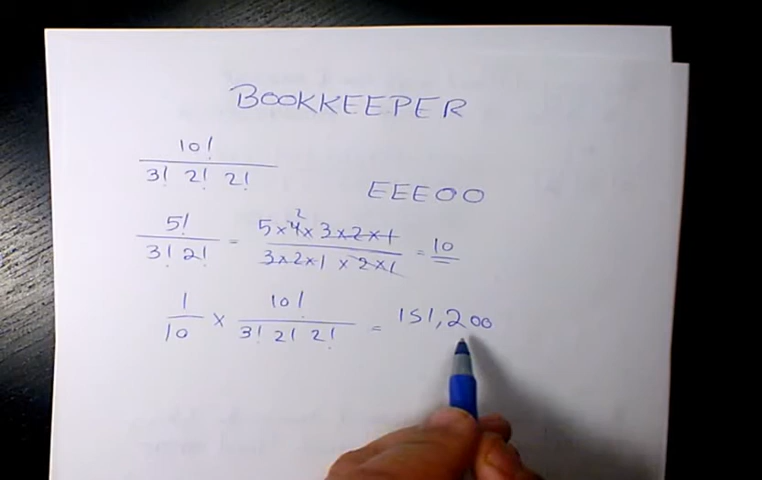 BOOKKEEPER
10!
3! 2! 2!
EEEOO
5!
3! 2!
= 5 x 4 x 3 x 2 x 1
2
3 x 2 x 1 x 2 x 1
= 10
1
10
x
10!
3! 2! 2!
= 151,200